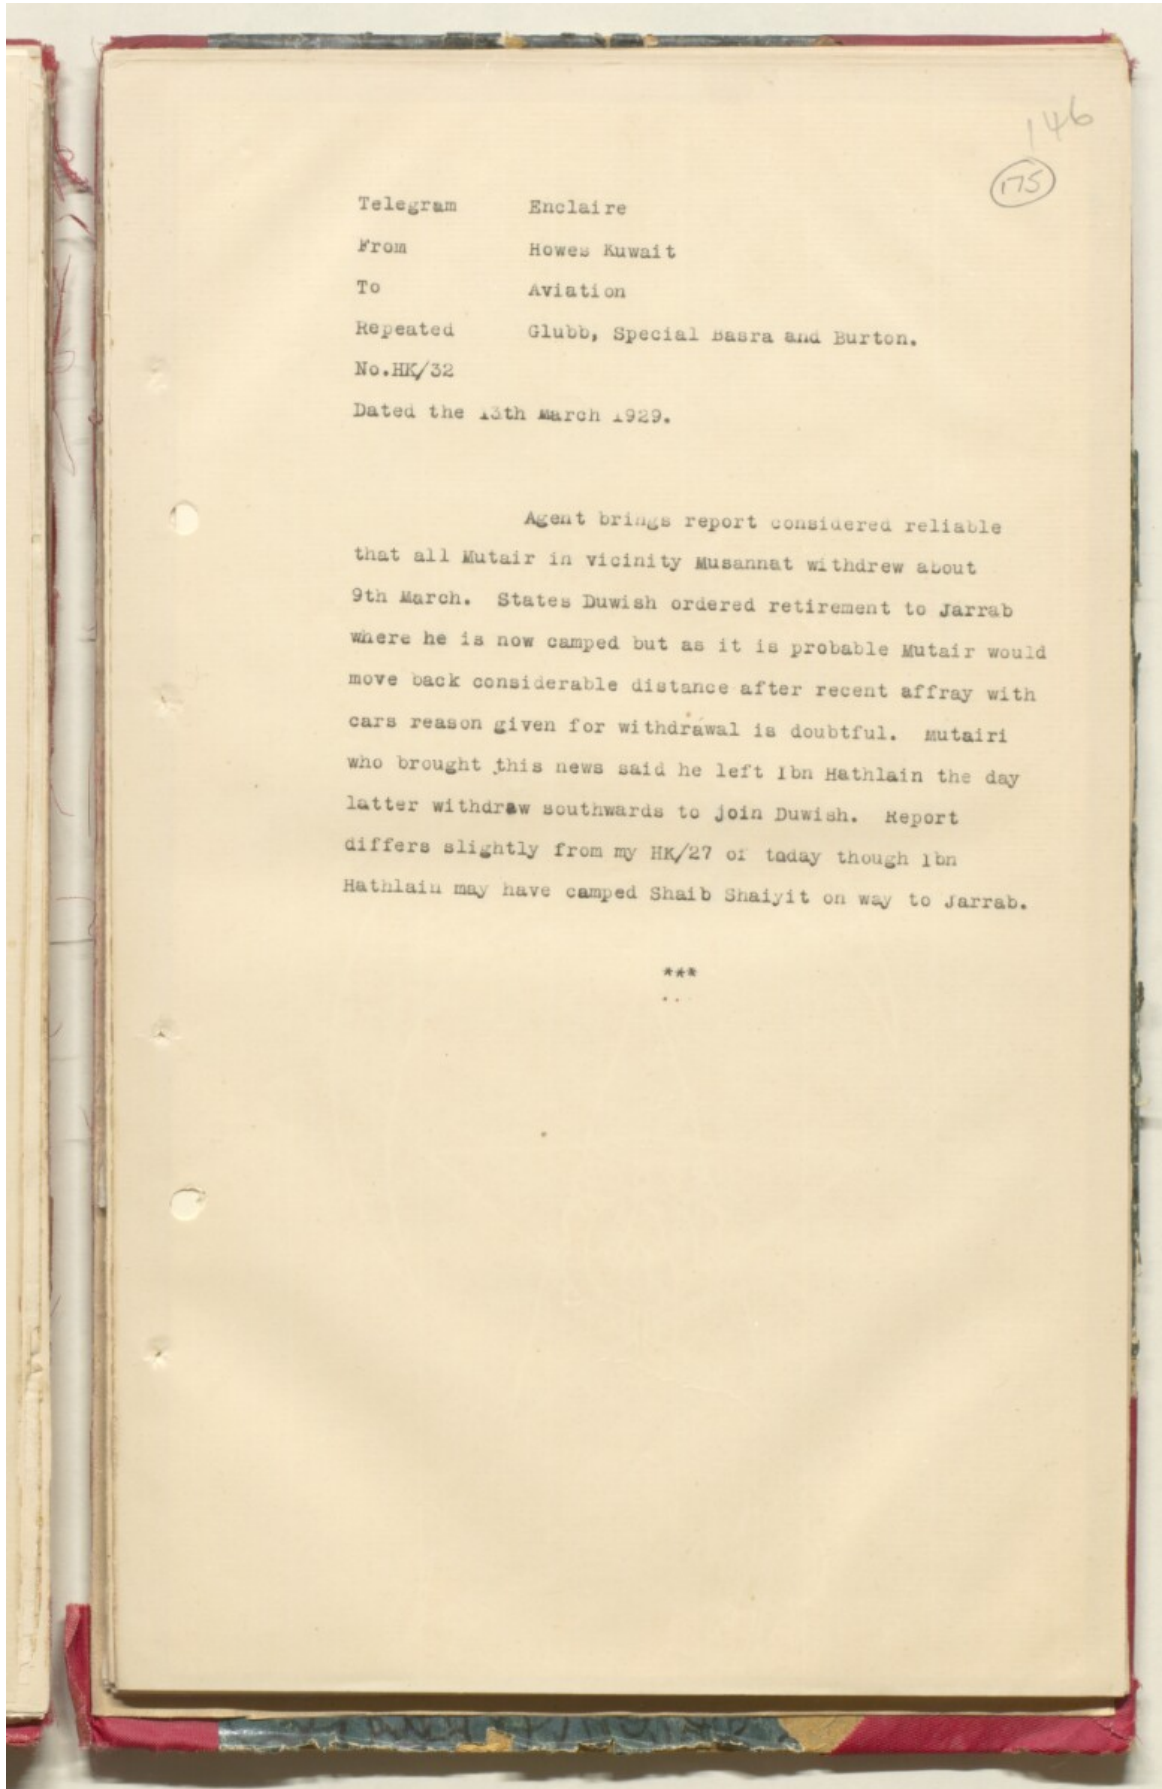 146
175
Telegram Enclaire
From Howes Kuwait
To Aviation
Repeated Glubb, Special Basra and Burton.
No.HK/32
Dated the 13th March 1929.
Agent brings report considered reliable
that all Mutair in vicinity Musannat withdrew about
9th March. States Duwish ordered retirement to Jarrab
where he is now camped but as it is probable Mutair would
move back considerable distance after recent affray with
cars reason given for withdrawal is doubtful. Mutairi
who brought this news said he left Ibn Hathlain the day
latter withdraw southwards to join Duwish. Report
differs slightly from my HK/27 of today though Ibn
Hathlain may have camped Shaib Shaiyit on way to Jarrab.
***